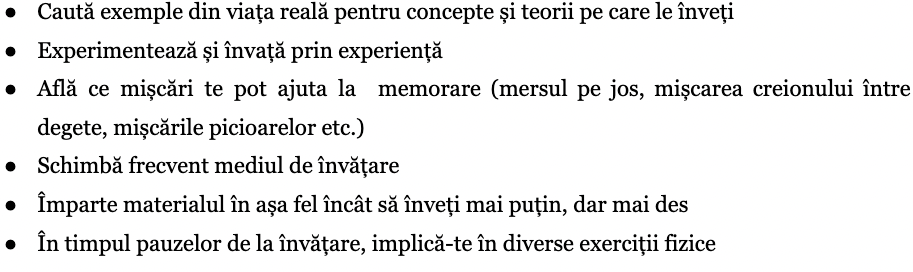 ● Caută exemple din viața reală pentru concepte și teorii pe care le înveți
● Experimentează și învață prin experiență
● Află ce mișcări te pot ajuta la  memorare (mersul pe jos, mișcarea creionului între
degete, mișcările picioarelor etc.)
● Schimbă frecvent mediul de învățare
● Împarte materialul în așa fel încât să înveți mai puțin, dar mai des
● În timpul pauzelor de la învățare, implică-te în diverse exerciții fizice